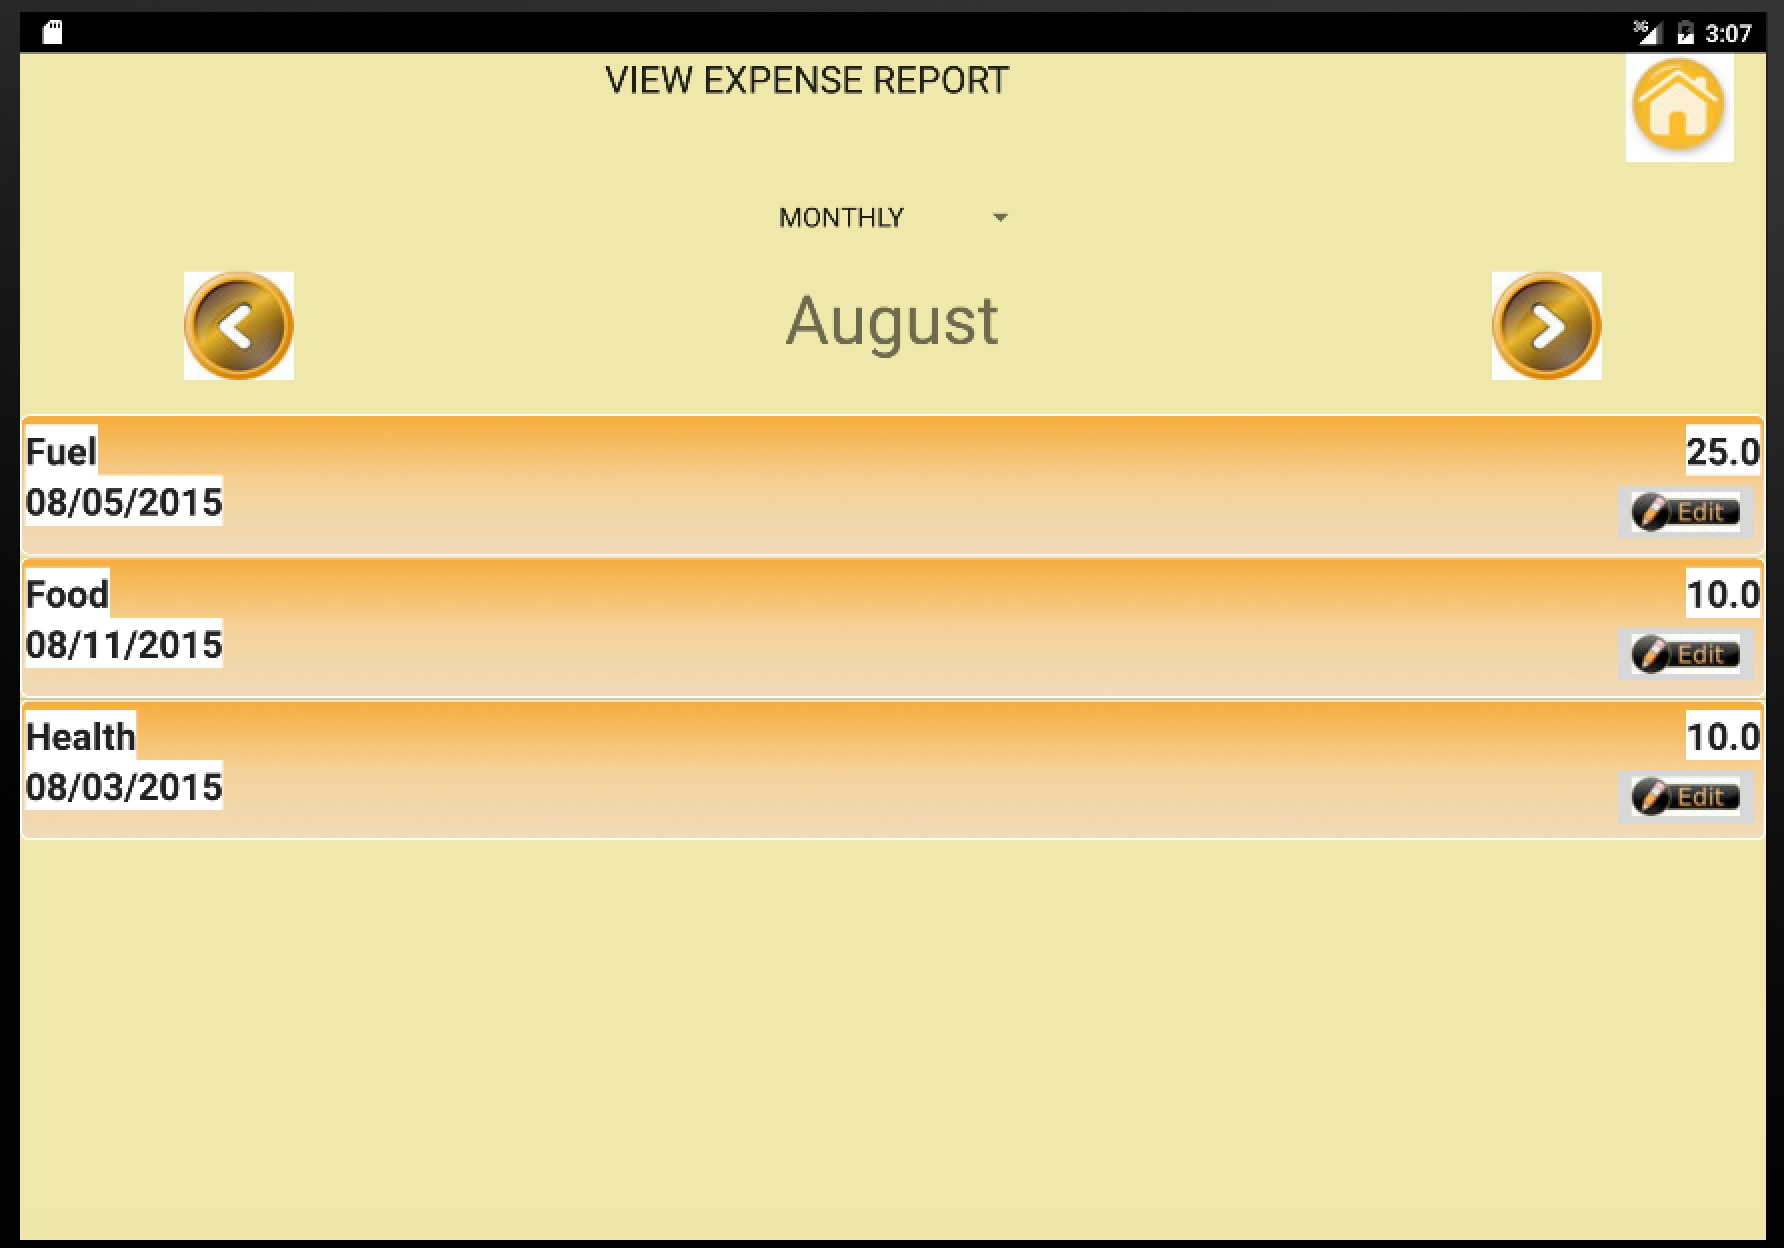 3G 3:07
VIEW EXPENSE REPORT
MONTHLY
August
Fuel 25.0
08/05/2015 Edit
Food 10.0
08/11/2015 Edit
Health 10.0
08/03/2015 Edit